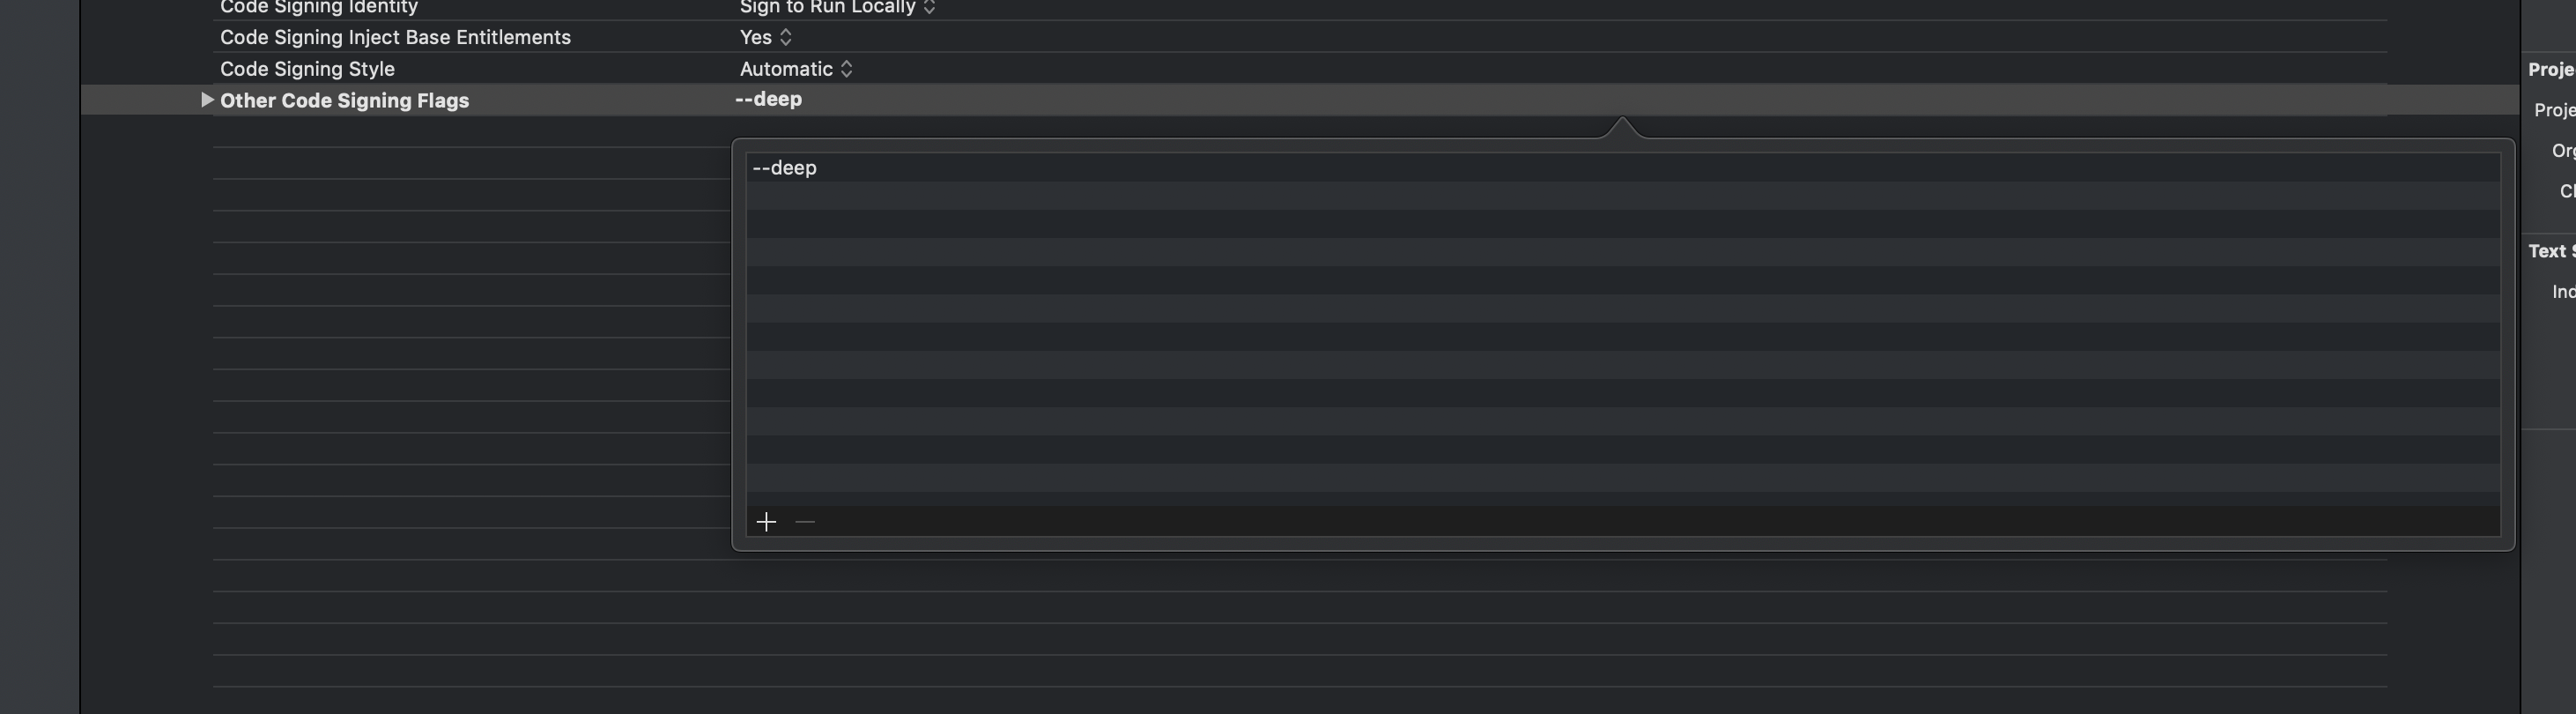 Code Signing Identity Sign to Run Locally
Code Signing Inject Base Entitlements Yes
Code Signing Style Automatic
Other Code Signing Flags --deep
--deep
Proje
Proje
Org
Cl
Text S
Ind